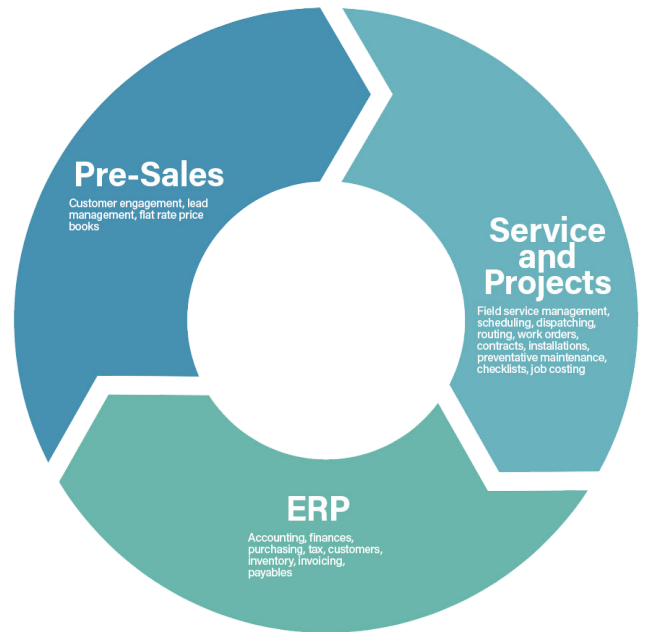 Pre-Sales
Customer engagement, lead
management, flat rate price
books
Service
and
Projects
Field service management,
scheduling, dispatching,
routing, work orders,
contracts, installations,
preventative maintenance,
checklists, job costing
ERP
Accounting, finances,
purchasing, tax, customers,
inventory, invoicing,
payables